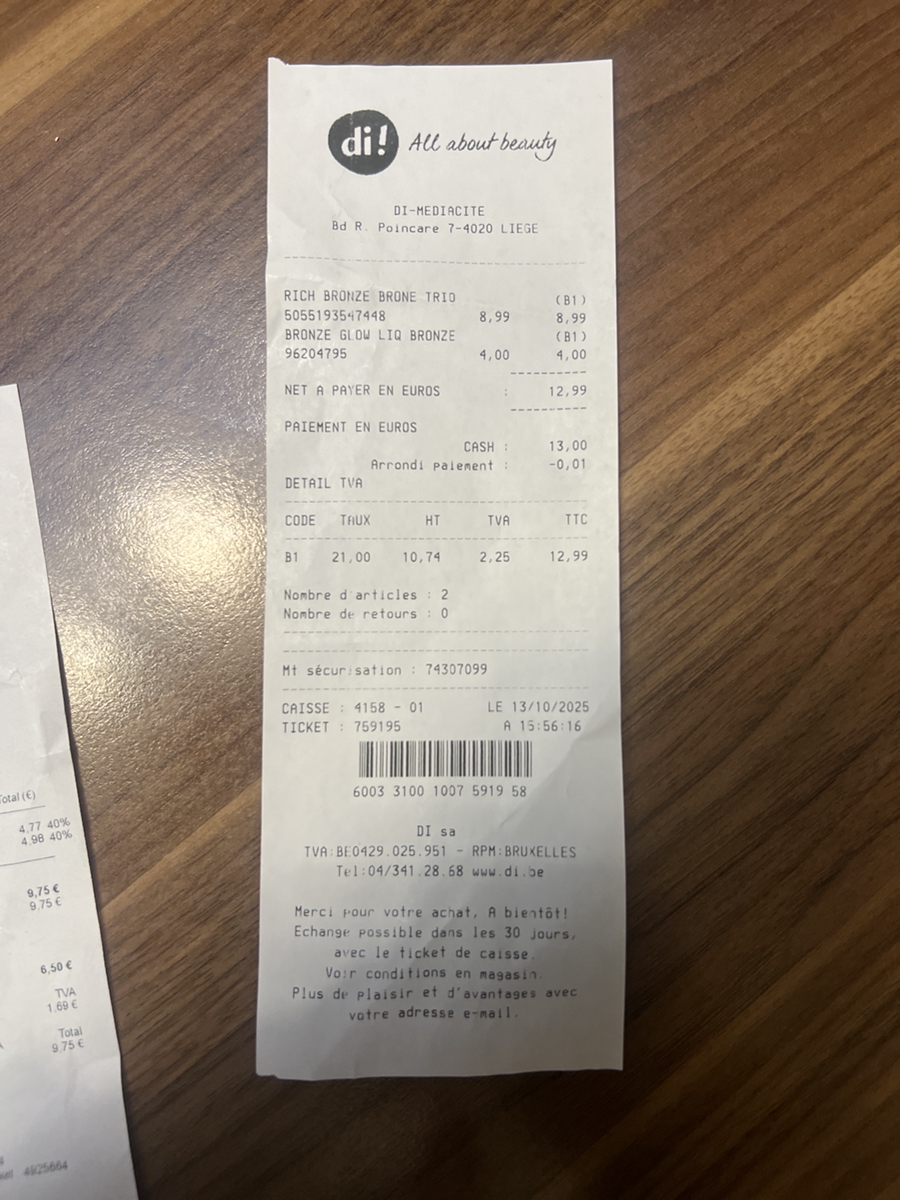 di! All about beauty
DI-MEDIACITE
Bd R. Poincare 7-4020 LIEGE
RICH BRONZE BRONE TRIO (B1)
5055193547448 8,99 8,99
BRONZE GLOW LIQ BRONZE (B1)
96204795 4,00 4,00
NET A PAYER EN EUROS : 12,99
PAIEMENT EN EUROS
CASH : 13,00
Arrondi paiement : -0,01
DETAIL TVA
CODE TAUX HT TVA TTC
B1 21,00 10,74 2,25 12,99
Nombre d'articles : 2
Nombre de retours : 0
Mt sécurisation : 74307099
CAISSE : 4158 - 01 LE 13/10/2025
TICKET : 759195 A 15:56:16
6003 3100 1007 5919 58
DI sa
TVA:BE0429.025.951 - RPM:BRUXELLES
Tel:04/341.28.68 www.di.be
Merci pour votre achat, A bientôt!
Echange possible dans les 30 jours,
avec le ticket de caisse.
Voir conditions en magasin.
Plus de plaisir et d'avantages avec
votre adresse e-mail.
Total (€)
4,77 40%
4,98 40%
9,75 €
9,75 €
6,50 €
TVA
1,69 €
Total
9,75 €
4925664